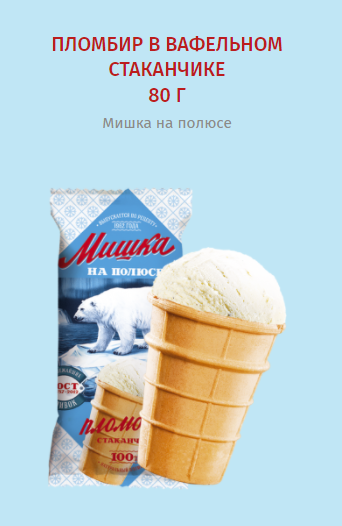 ПЛОМБИР В ВАФЕЛЬНОМ
СТАКАНЧИКЕ
80 Г
Мишка на полюсе
Мишка
НА ПОЛЮСЕ
ПЛОМБ
СТАКАНЧ
100